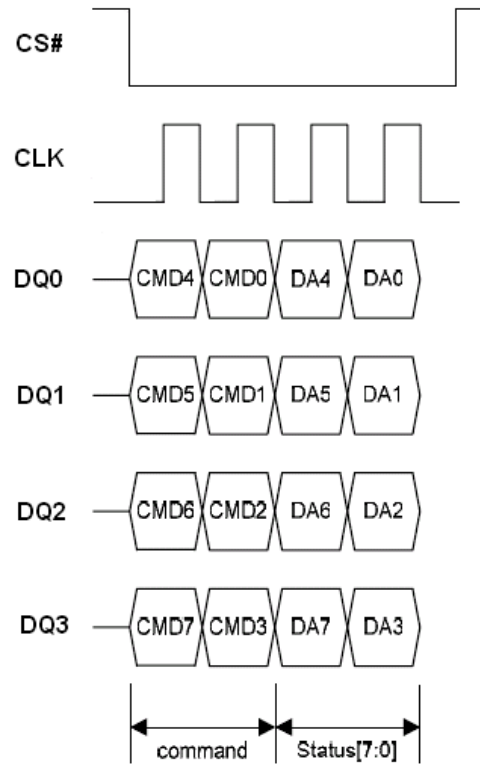 CS#
CLK
DQ0 CMD4 CMD0 DA4 DA0
DQ1 CMD5 CMD1 DA5 DA1
DQ2 CMD6 CMD2 DA6 DA2
DQ3 CMD7 CMD3 DA7 DA3
command Status[7:0]